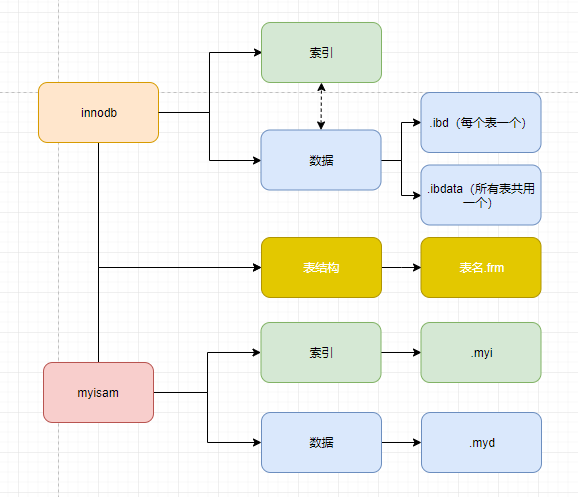 索引
innodb
.ibd（每个表一个）
数据
.ibdata（所有表共用
一个）
表结构
表名.frm
索引
.myi
myisam
数据
.myd